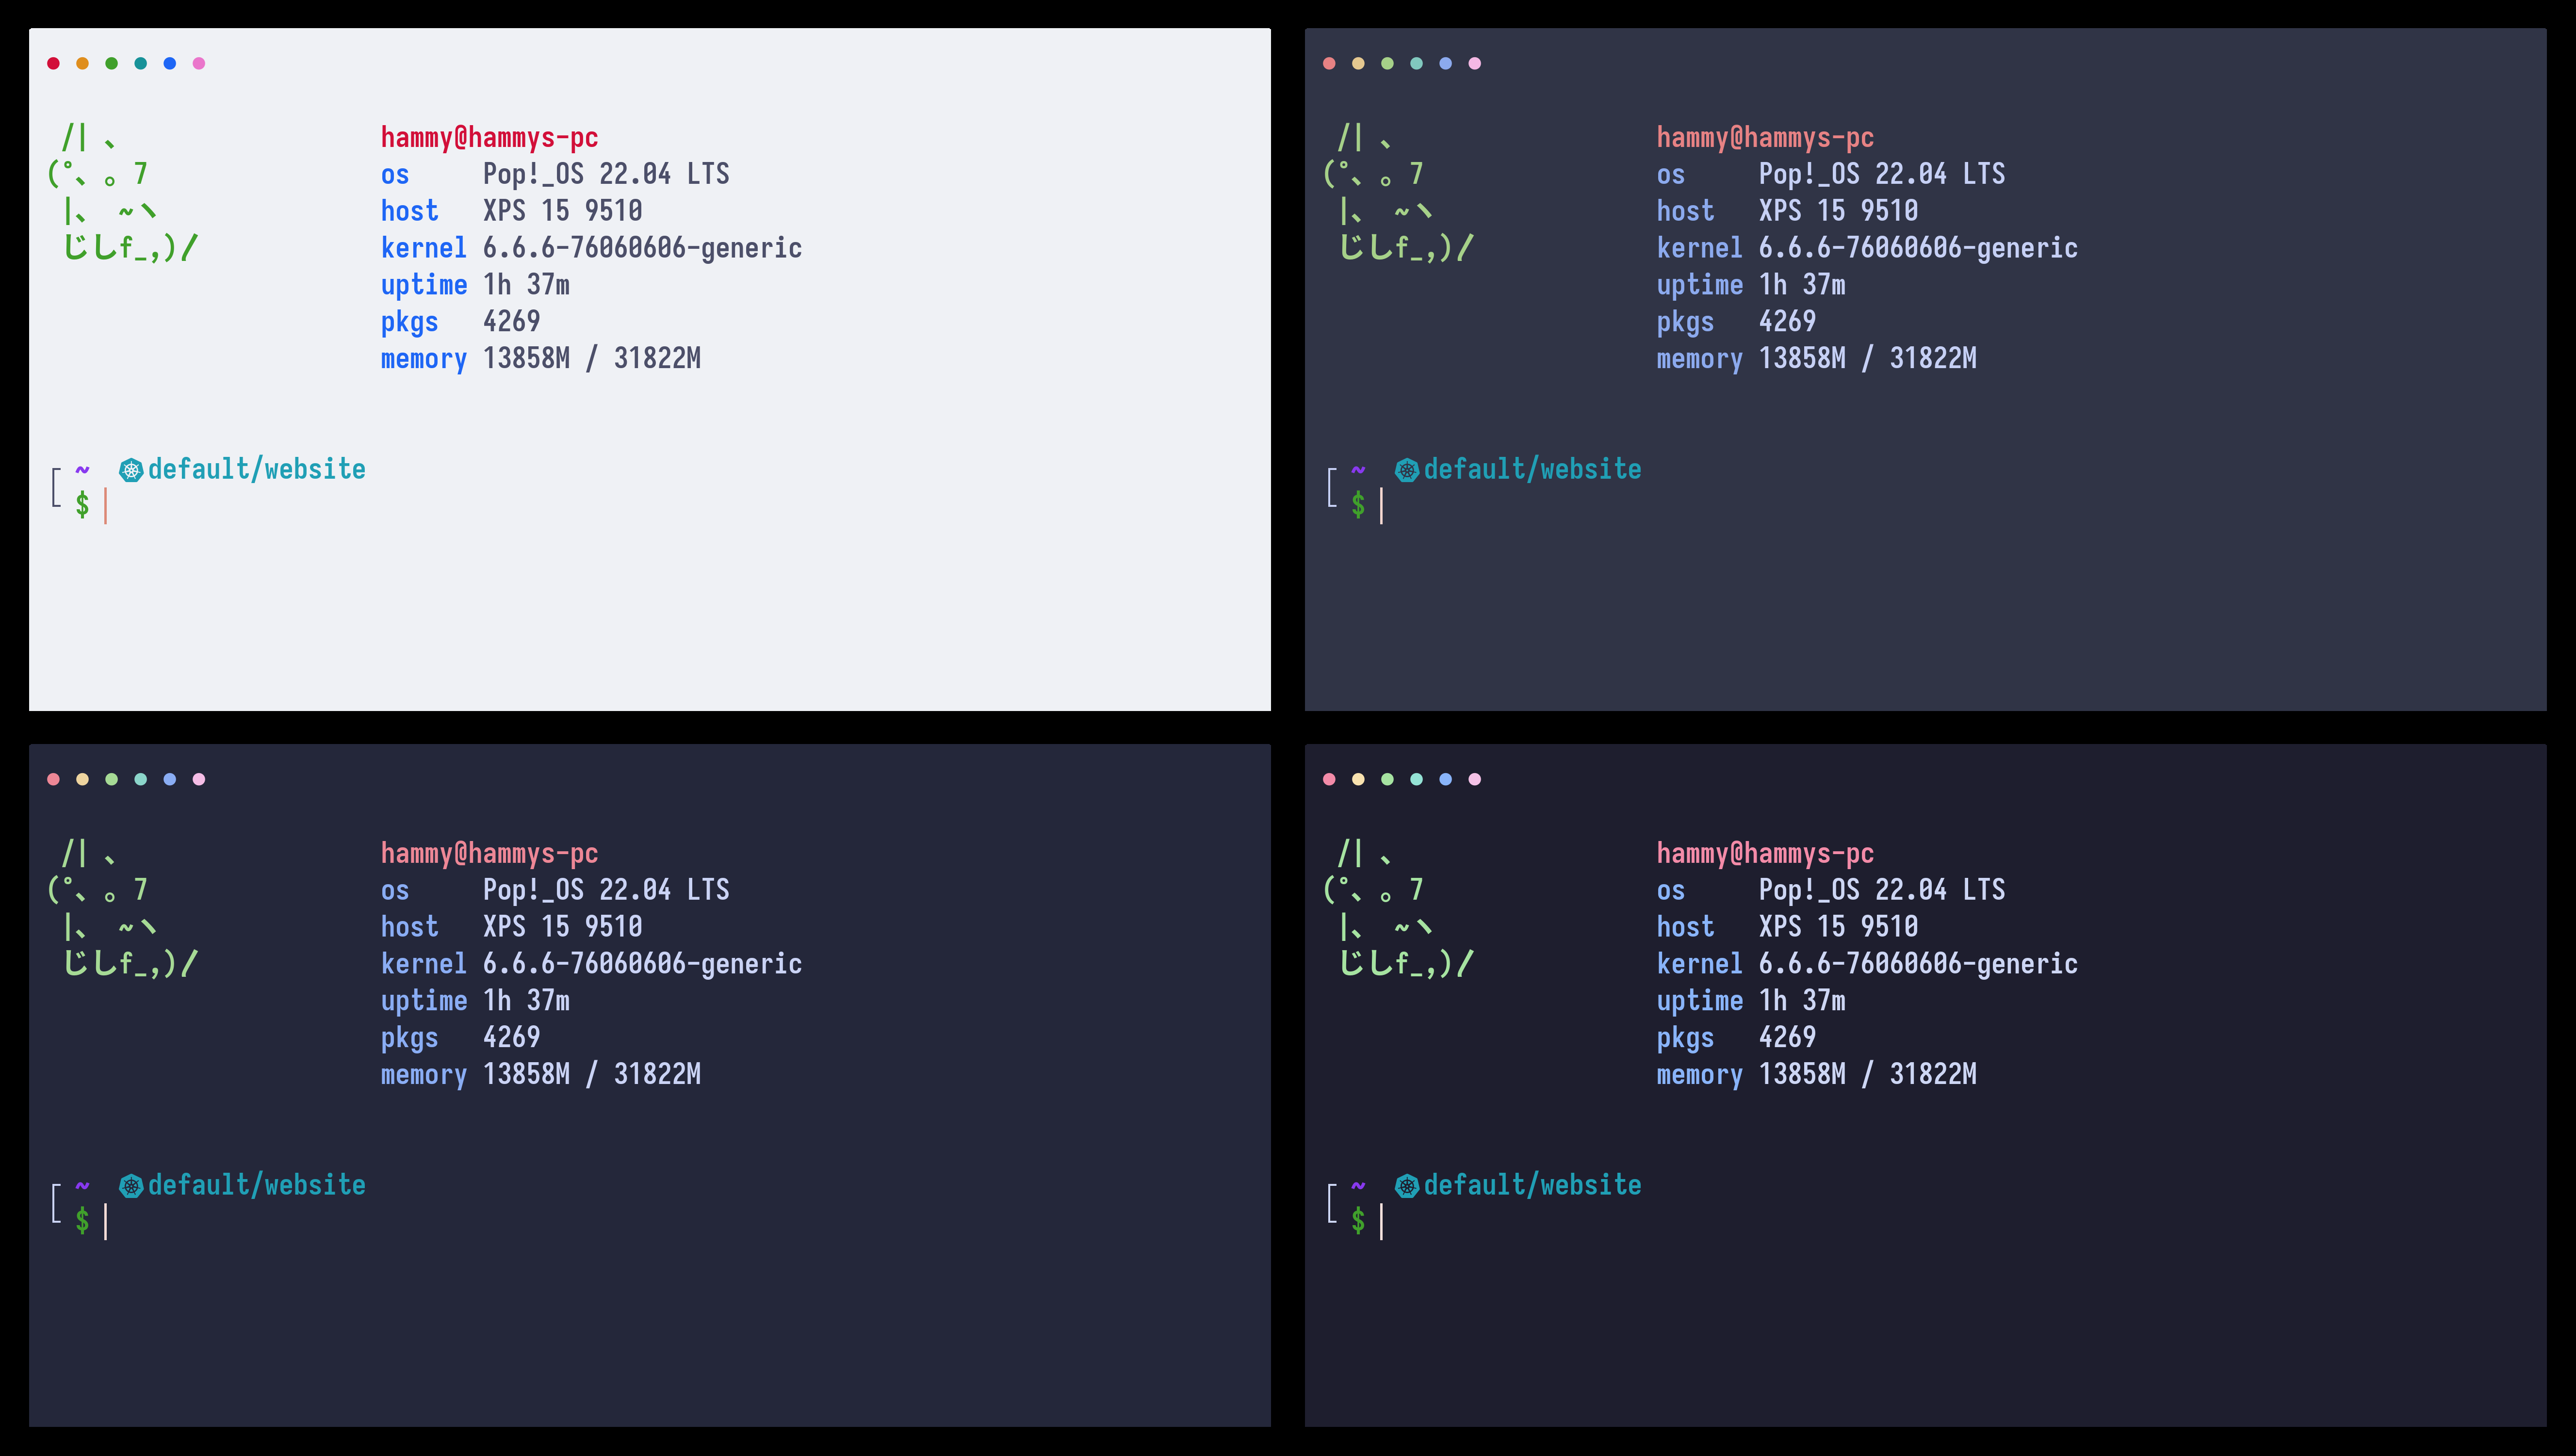 /| 、
(˚、。7
|、 ~ヽ
じしf_,)/
hammy@hammys-pc
os Pop!_OS 22.04 LTS
host XPS 15 9510
kernel 6.6.6-76060606-generic
uptime 1h 37m
pkgs 4269
memory 13858M / 31822M
~ default/website
$
/| 、
(˚、。7
|、 ~ヽ
じしf_,)/
hammy@hammys-pc
os Pop!_OS 22.04 LTS
host XPS 15 9510
kernel 6.6.6-76060606-generic
uptime 1h 37m
pkgs 4269
memory 13858M / 31822M
~ default/website
$
/| 、
(˚、。7
|、 ~ヽ
じしf_,)/
hammy@hammys-pc
os Pop!_OS 22.04 LTS
host XPS 15 9510
kernel 6.6.6-76060606-generic
uptime 1h 37m
pkgs 4269
memory 13858M / 31822M
~ default/website
$
/| 、
(˚、。7
|、 ~ヽ
じしf_,)/
hammy@hammys-pc
os Pop!_OS 22.04 LTS
host XPS 15 9510
kernel 6.6.6-76060606-generic
uptime 1h 37m
pkgs 4269
memory 13858M / 31822M
~ default/website
$